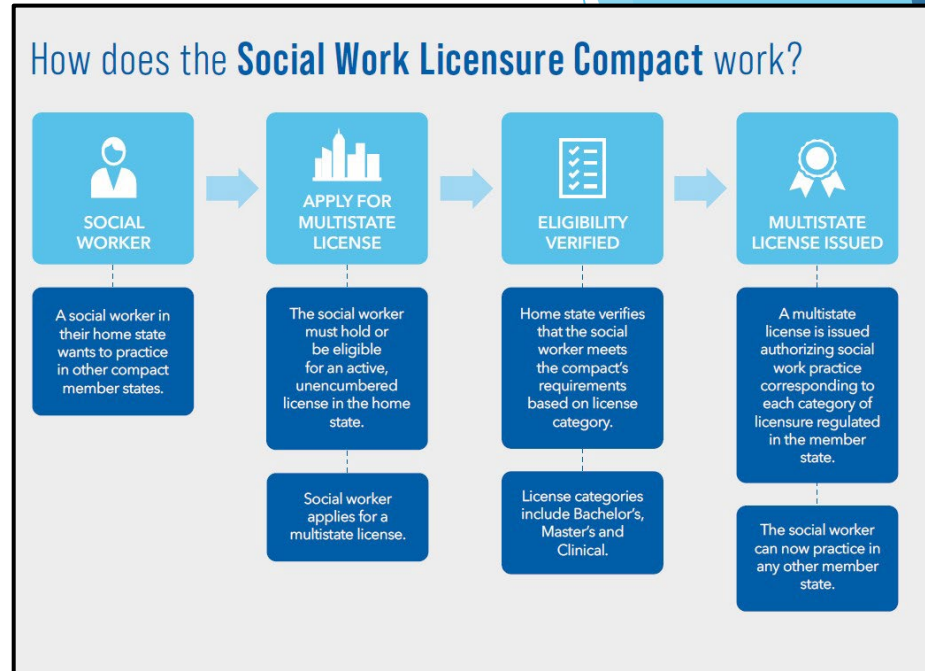 How does the Social Work Licensure Compact work?
SOCIAL
WORKER
A social worker in
their home state
wants to practice
in other compact
member states.
APPLY FOR
MULTISTATE
LICENSE
The social worker
must hold or
be eligible
for an active,
unencumbered
license in the home
state.
Social worker
applies for a
multistate license.
ELIGIBILITY
VERIFIED
Home state verifies
that the social
worker meets
the compact's
requirements
based on license
category.
License categories
include Bachelor's,
Master's and
Clinical.
MULTISTATE
LICENSE ISSUED
A multistate
license is issued
authorizing social
work practice
corresponding to
each category of
licensure regulated
in the member
state.
The social worker
can now practice in
any other member
state.